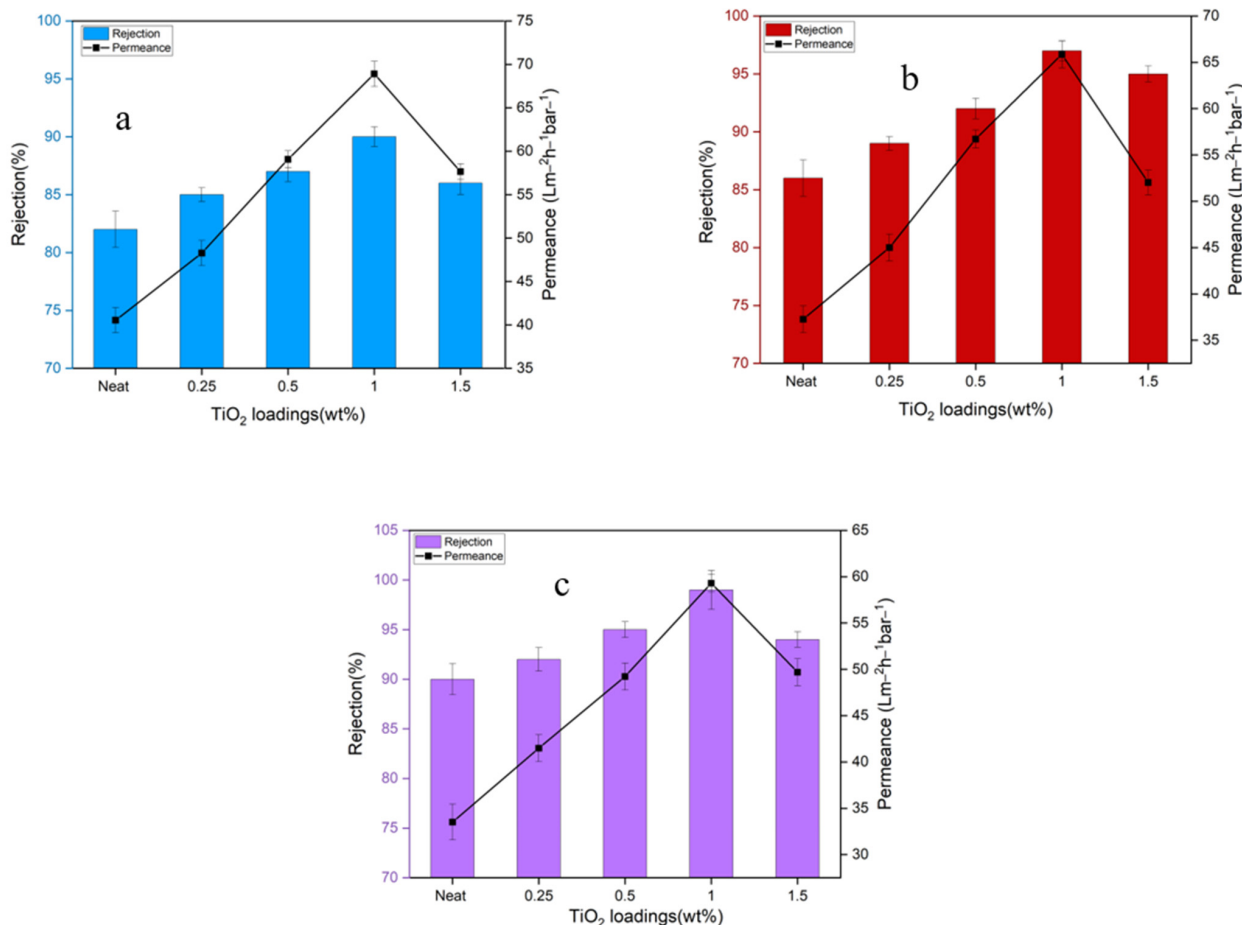 a
Rejection
Permeance
100
95
90
85
80
75
70
Rejection(%)
75
70
65
60
55
50
45
40
35
Permeance (Lm⁻²h⁻¹bar⁻¹)
Neat 0.25 0.5 1 1.5
TiO₂ loadings(wt%)
b
Rejection
Permeance
100
95
90
85
80
75
70
Rejection(%)
70
65
60
55
50
45
40
35
Permeance (Lm⁻²h⁻¹bar⁻¹)
Neat 0.25 0.5 1 1.5
TiO₂ loadings(wt%)
c
Rejection
Permeance
105
100
95
90
85
80
75
70
Rejection(%)
65
60
55
50
45
40
35
30
Permeance (Lm⁻²h⁻¹bar⁻¹)
Neat 0.25 0.5 1 1.5
TiO₂ loadings(wt%)